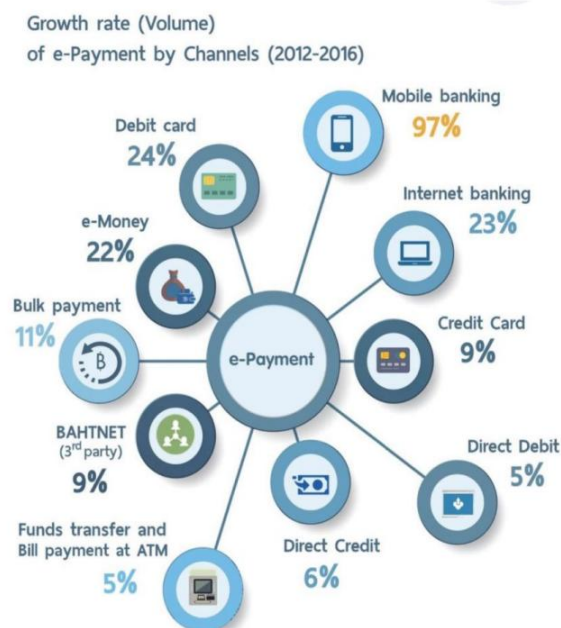 Growth rate (Volume)
of e-Payment by Channels (2012-2016)
Mobile banking
97%
Debit card
24%
Internet banking
23%
e-Money
22%
Bulk payment
11%
Credit Card
9%
e-Payment
BAHTNET
(3rd party)
9%
Direct Debit
5%
Funds transfer and
Bill payment at ATM
5%
Direct Credit
6%